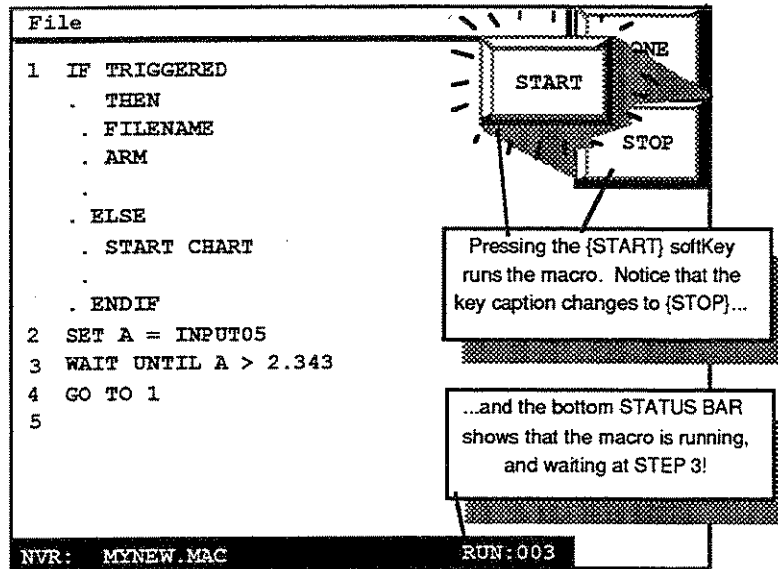 File
ONE
START
STOP
1 IF TRIGGERED
. THEN
. FILENAME
. ARM
.
. ELSE
. START CHART
.
. ENDIF
2 SET A = INPUT05
3 WAIT UNTIL A > 2.343
4 GO TO 1
5
Pressing the {START} softKey
runs the macro. Notice that the
key caption changes to {STOP}...
...and the bottom STATUS BAR
shows that the macro is running,
and waiting at STEP 3!
NVR: MYNEW.MAC RUN:003